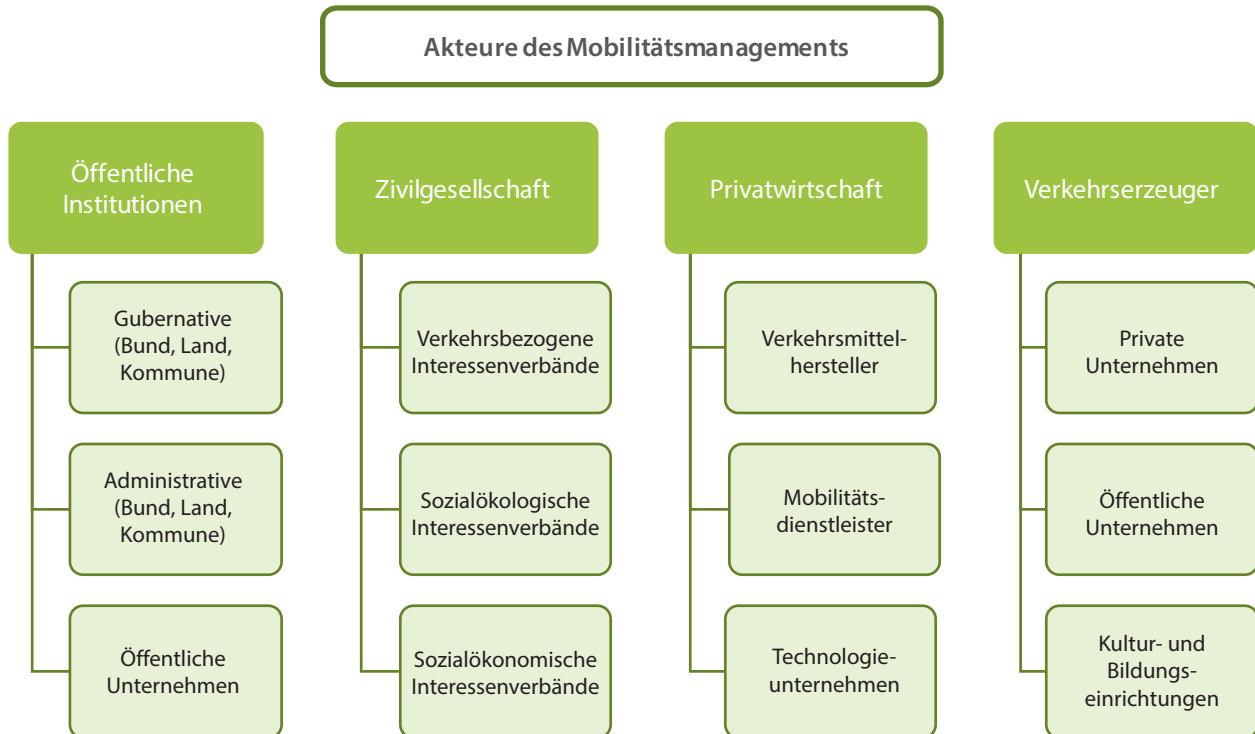 Akteure des Mobilitätsmanagements
Öffentliche
Institutionen
Gubernative
(Bund, Land,
Kommune)
Administrative
(Bund, Land,
Kommune)
Öffentliche
Unternehmen
Zivilgesellschaft
Verkehrsbezogene
Interessenverbände
Sozialökologische
Interessenverbände
Sozialökonomische
Interessenverbände
Privatwirtschaft
Verkehrsmittel-
hersteller
Mobilitäts-
dienstleister
Technologie-
unternehmen
Verkehrserzeuger
Private
Unternehmen
Öffentliche
Unternehmen
Kultur- und
Bildungs-
einrichtungen